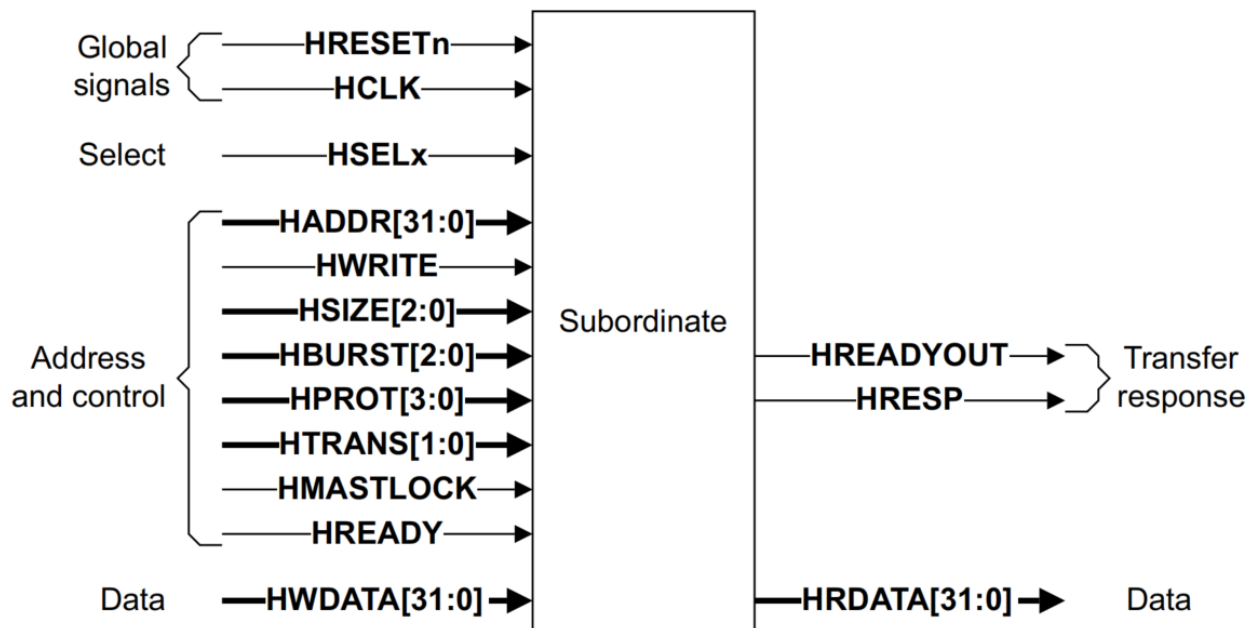 Global
signals
HRESETn
HCLK
Select
HSELx
Address
and control
HADDR[31:0]
HWRITE
HSIZE[2:0]
HBURST[2:0]
HPROT[3:0]
HTRANS[1:0]
HMASTLOCK
HREADY
Data
HWDATA[31:0]
Subordinate
HREADYOUT
HRESP
Transfer
response
HRDATA[31:0]
Data